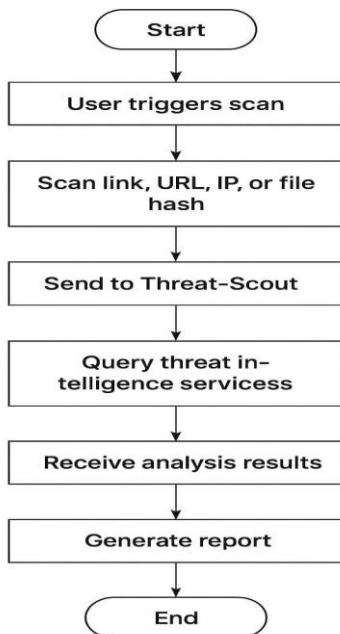 Start
User triggers scan
Scan link, URL, IP, or file
hash
Send to Threat-Scout
Query threat in-
telligence servicess
Receive analysis results
Generate report
End